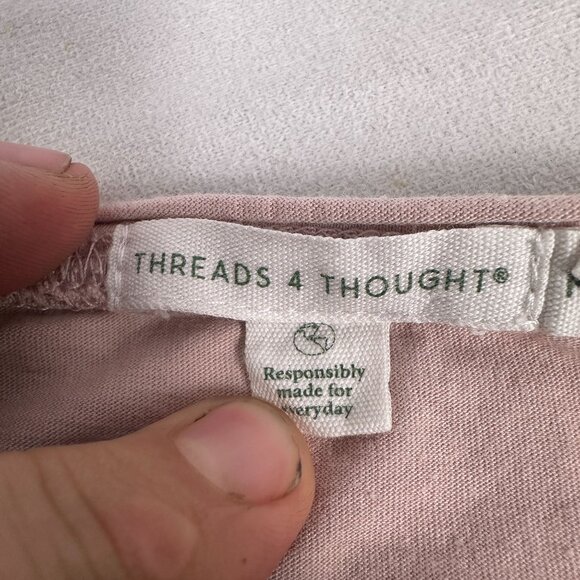 THREADS 4 THOUGHT®
Responsibly
made for
everyday